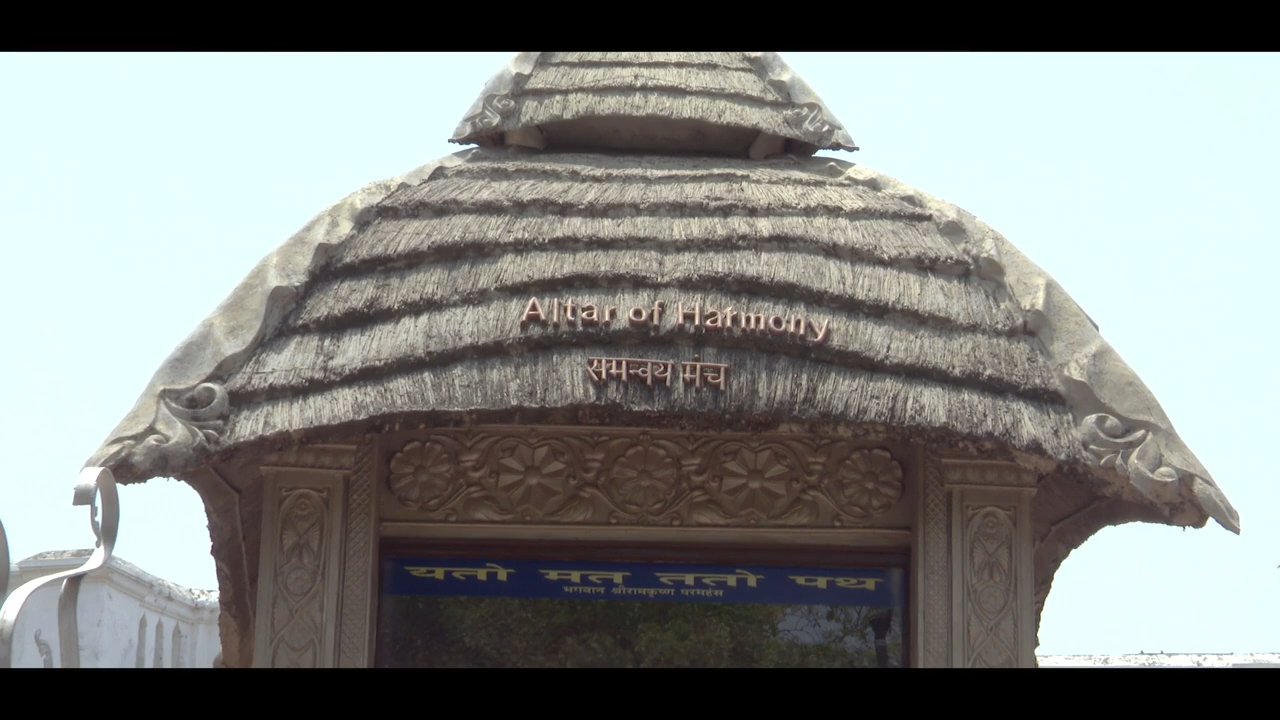 Altar of Harmony
समन्वय मंच
यतो मत ततो पथ
भगवान श्रीरामकृष्ण परमहंस